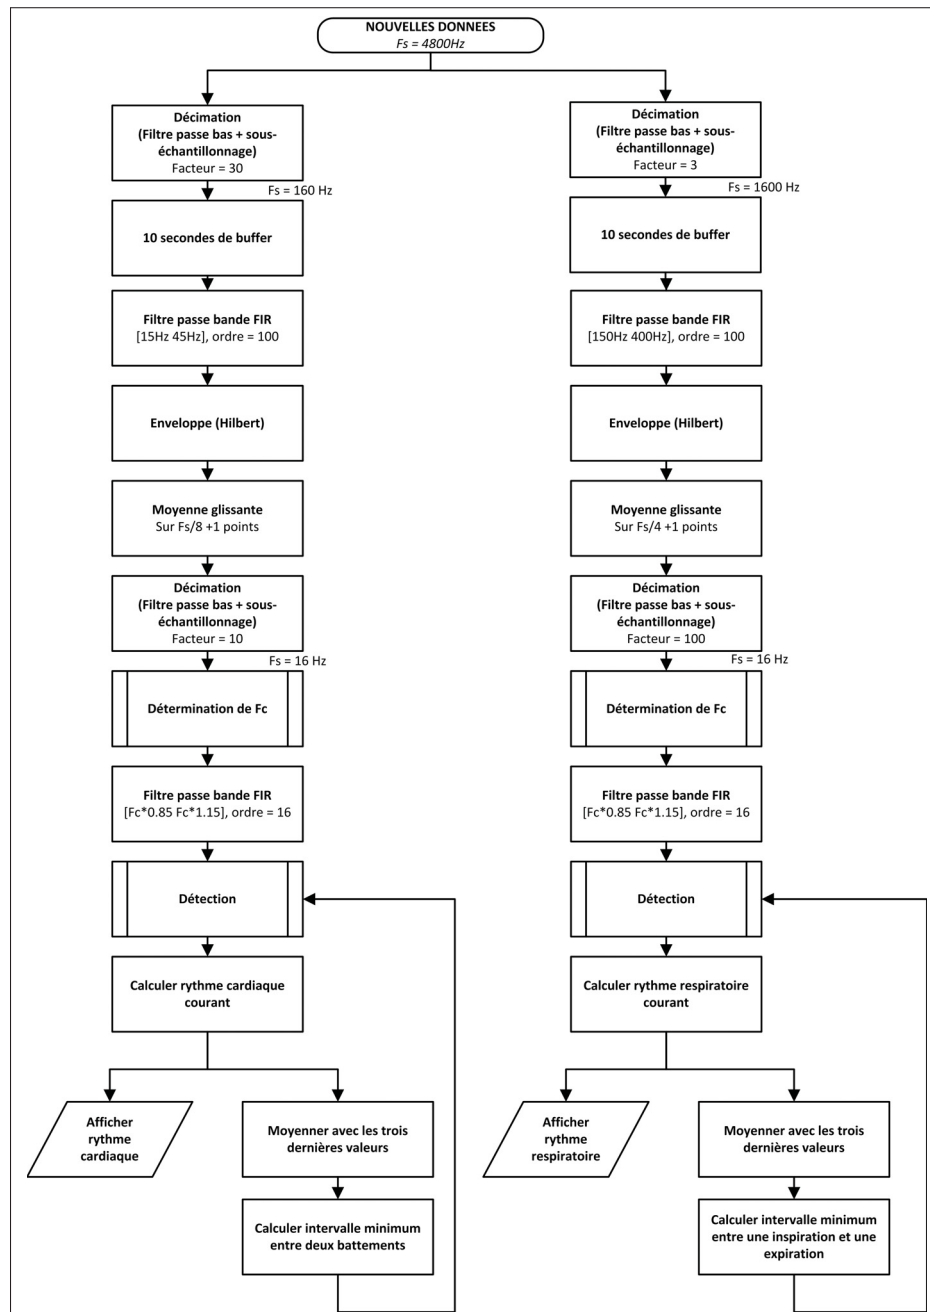 NOUVELLES DONNEES
Fs = 4800Hz
Décimation
(Filtre passe bas + sous-
échantillonnage)
Facteur = 30
Fs = 160 Hz
10 secondes de buffer
Filtre passe bande FIR
[15Hz 45Hz], ordre = 100
Enveloppe (Hilbert)
Moyenne glissante
Sur Fs/8 +1 points
Décimation
(Filtre passe bas + sous-
échantillonnage)
Facteur = 10
Fs = 16 Hz
Détermination de Fc
Filtre passe bande FIR
[Fc*0.85 Fc*1.15], ordre = 16
Détection
Calculer rythme cardiaque
courant
Afficher
rythme
cardiaque
Moyenner avec les trois
dernières valeurs
Calculer intervalle minimum
entre deux battements
Décimation
(Filtre passe bas + sous-
échantillonnage)
Facteur = 3
Fs = 1600 Hz
10 secondes de buffer
Filtre passe bande FIR
[150Hz 400Hz], ordre = 100
Enveloppe (Hilbert)
Moyenne glissante
Sur Fs/4 +1 points
Décimation
(Filtre passe bas + sous-
échantillonnage)
Facteur = 100
Fs = 16 Hz
Détermination de Fc
Filtre passe bande FIR
[Fc*0.85 Fc*1.15], ordre = 16
Détection
Calculer rythme respiratoire
courant
Afficher
rythme
respiratoire
Moyenner avec les trois
dernières valeurs
Calculer intervalle minimum
entre une inspiration et une
expiration